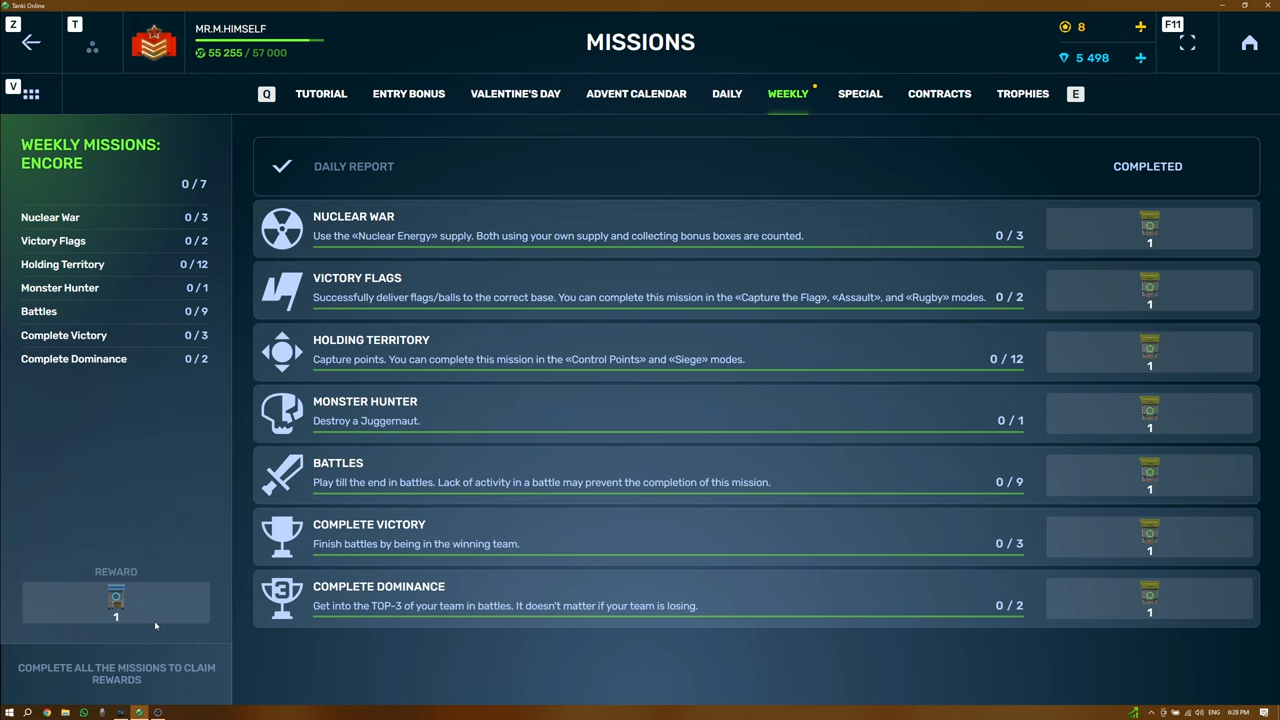 Tanki Online
Z
T
MR.M.HIMSELF
55 255 / 57 000
MISSIONS
8
5 498
F11
V
Q
TUTORIAL
ENTRY BONUS
VALENTINE'S DAY
ADVENT CALENDAR
DAILY
WEEKLY
SPECIAL
CONTRACTS
TROPHIES
E
WEEKLY MISSIONS:
ENCORE
0 / 7
Nuclear War 0 / 3
Victory Flags 0 / 2
Holding Territory 0 / 12
Monster Hunter 0 / 1
Battles 0 / 9
Complete Victory 0 / 3
Complete Dominance 0 / 2
REWARD
1
COMPLETE ALL THE MISSIONS TO CLAIM
REWARDS
DAILY REPORT
COMPLETED
NUCLEAR WAR
Use the «Nuclear Energy» supply. Both using your own supply and collecting bonus boxes are counted.
0 / 3
1
VICTORY FLAGS
Successfully deliver flags/balls to the correct base. You can complete this mission in the «Capture the Flag», «Assault», and «Rugby» modes.
0 / 2
1
HOLDING TERRITORY
Capture points. You can complete this mission in the «Control Points» and «Siege» modes.
0 / 12
1
MONSTER HUNTER
Destroy a Juggernaut.
0 / 1
1
BATTLES
Play till the end in battles. Lack of activity in a battle may prevent the completion of this mission.
0 / 9
1
COMPLETE VICTORY
Finish battles by being in the winning team.
0 / 3
1
3
COMPLETE DOMINANCE
Get into the TOP-3 of your team in battles. It doesn't matter if your team is losing.
0 / 2
1
ENG
6:28 PM